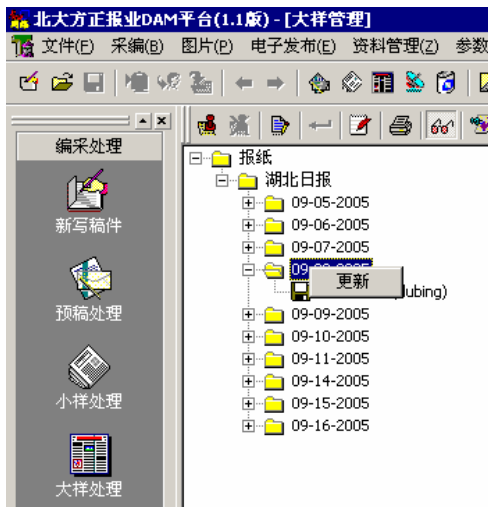 北大方正报业DAM平台(1.1版) - [大样管理]
文件(F) 采编(B) 图片(P) 电子发布(E) 资料管理(Z) 参数
编采处理
新写稿件
预稿处理
小样处理
大样处理
报纸
湖北日报
09-05-2005
09-06-2005
09-07-2005
更新
lubing)
09-09-2005
09-10-2005
09-11-2005
09-14-2005
09-15-2005
09-16-2005